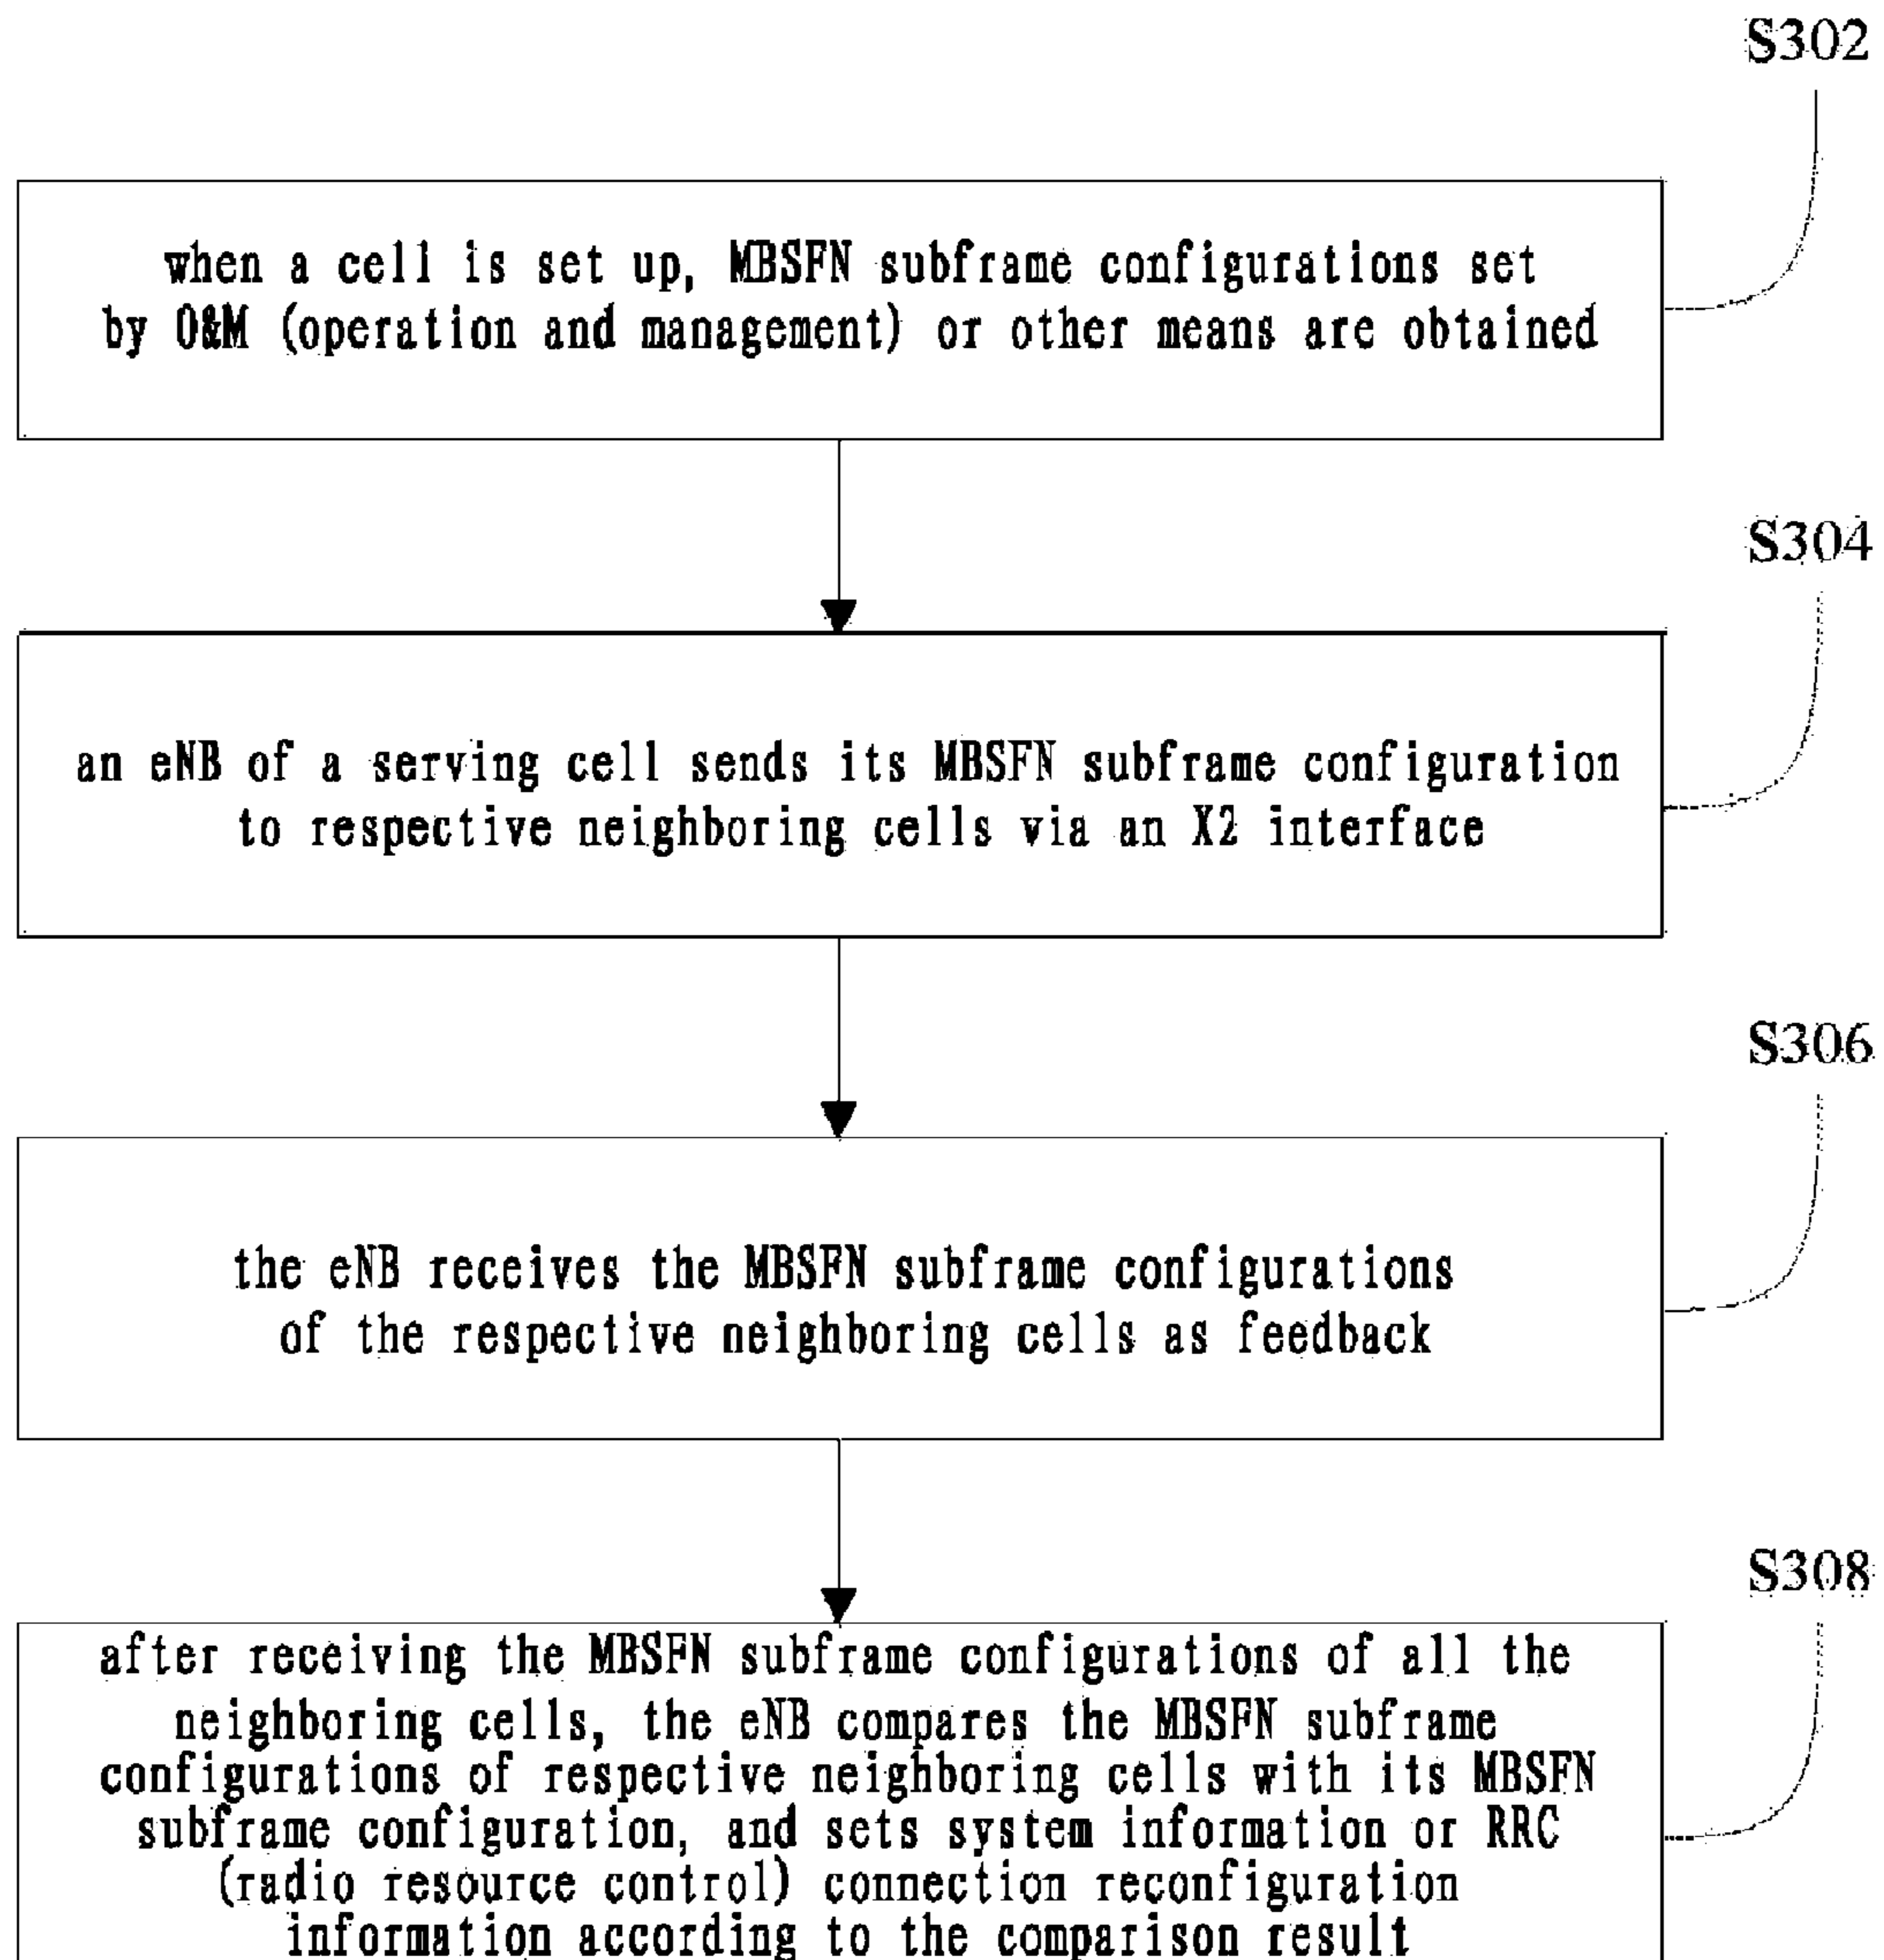 S302
when a cell is set up, MBSFN subframe configurations set
by O&M (operation and management) or other means are obtained
S304
an eNB of a serving cell sends its MBSFN subframe configuration
to respective neighboring cells via an X2 interface
S306
the eNB receives the MBSFN subframe configurations
of the respective neighboring cells as feedback
S308
after receiving the MBSFN subframe configurations of all the
neighboring cells, the eNB compares the MBSFN subframe
configurations of respective neighboring cells with its MBSFN
subframe configuration, and sets system information or RRC
(radio resource control) connection reconfiguration
information according to the comparison result